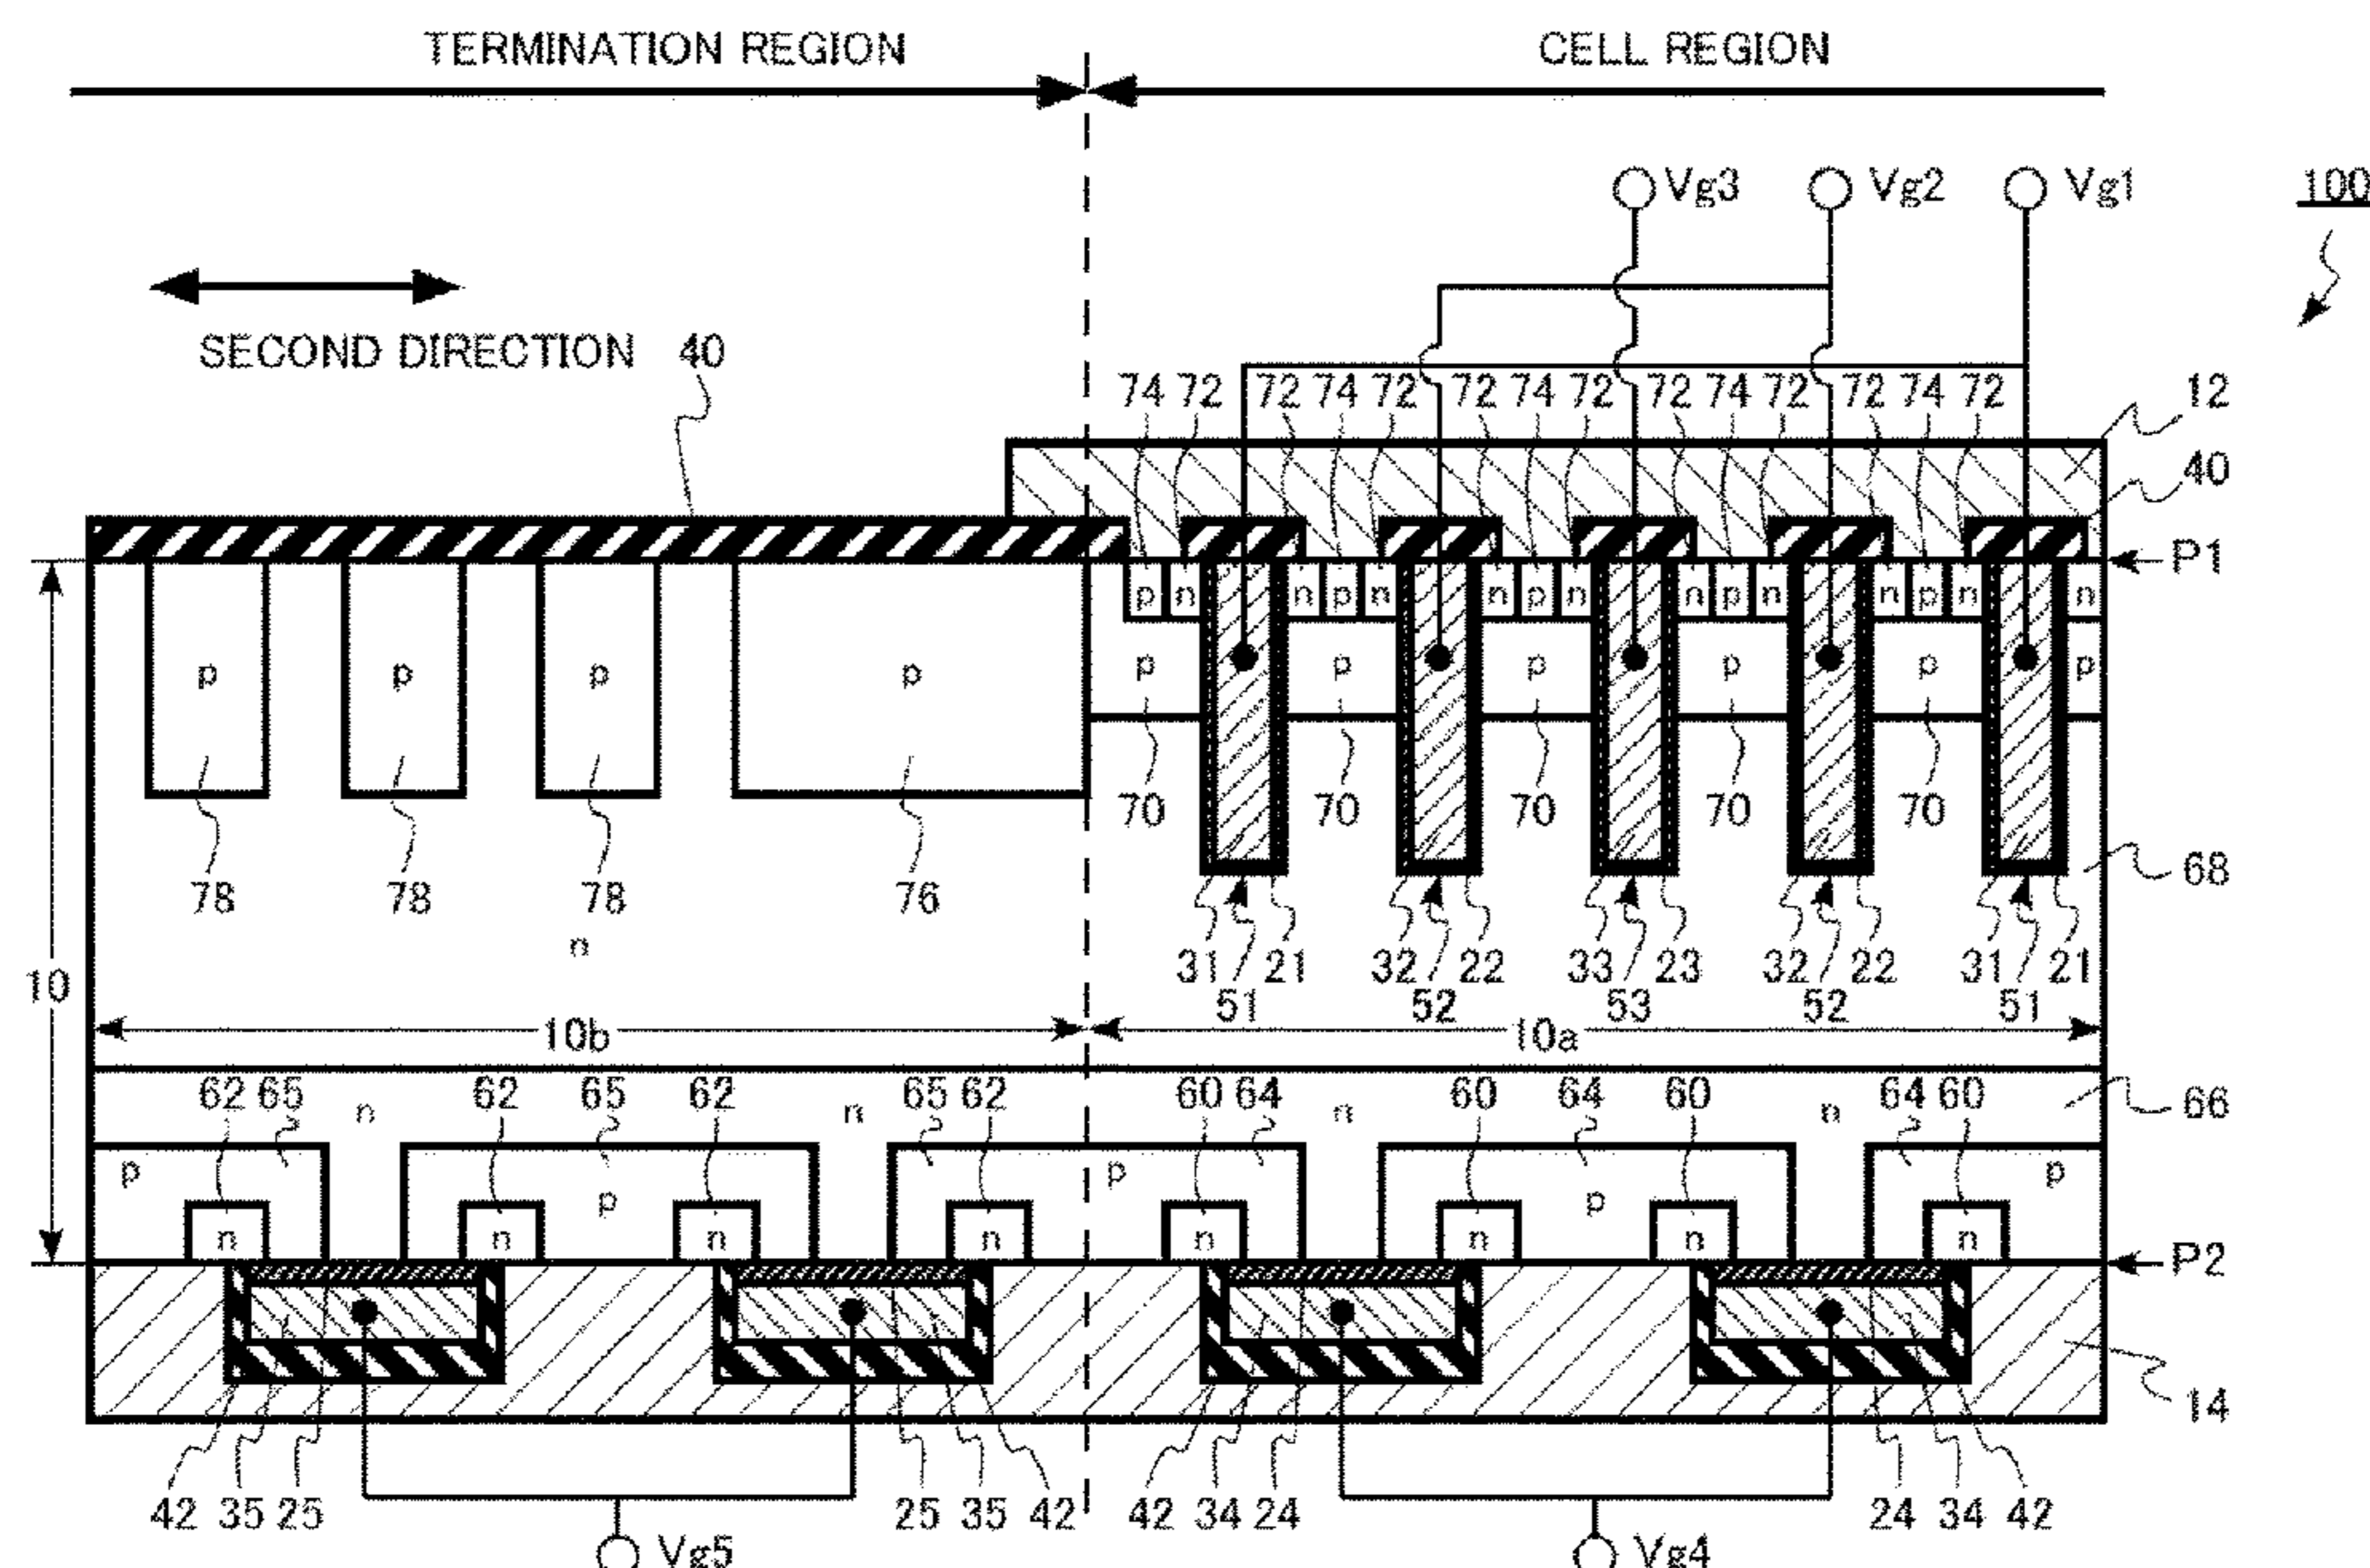 TERMINATION REGION CELL REGION
Vg3 Vg2 Vg1 100
SECOND DIRECTION 40
74 72 72 74 72 72 74 72 72 74 72 72 74 72 12
40
P1
p n n p n n p n n p n n p n n
p p p p p p p p p p
70 70 70 70 70
78 78 78 76 68
n
31 21 32 22 33 23 32 22 31 21
10 51 52 53 52 51
10b 10a
62 65 62 65 62 65 62 60 64 60 64 60 64 60
n n n n 66
p p p p p
n n n n n n n n
P2
14
42 35 25 25 35 42 42 34 24 24 34 42
Vg5 Vg4